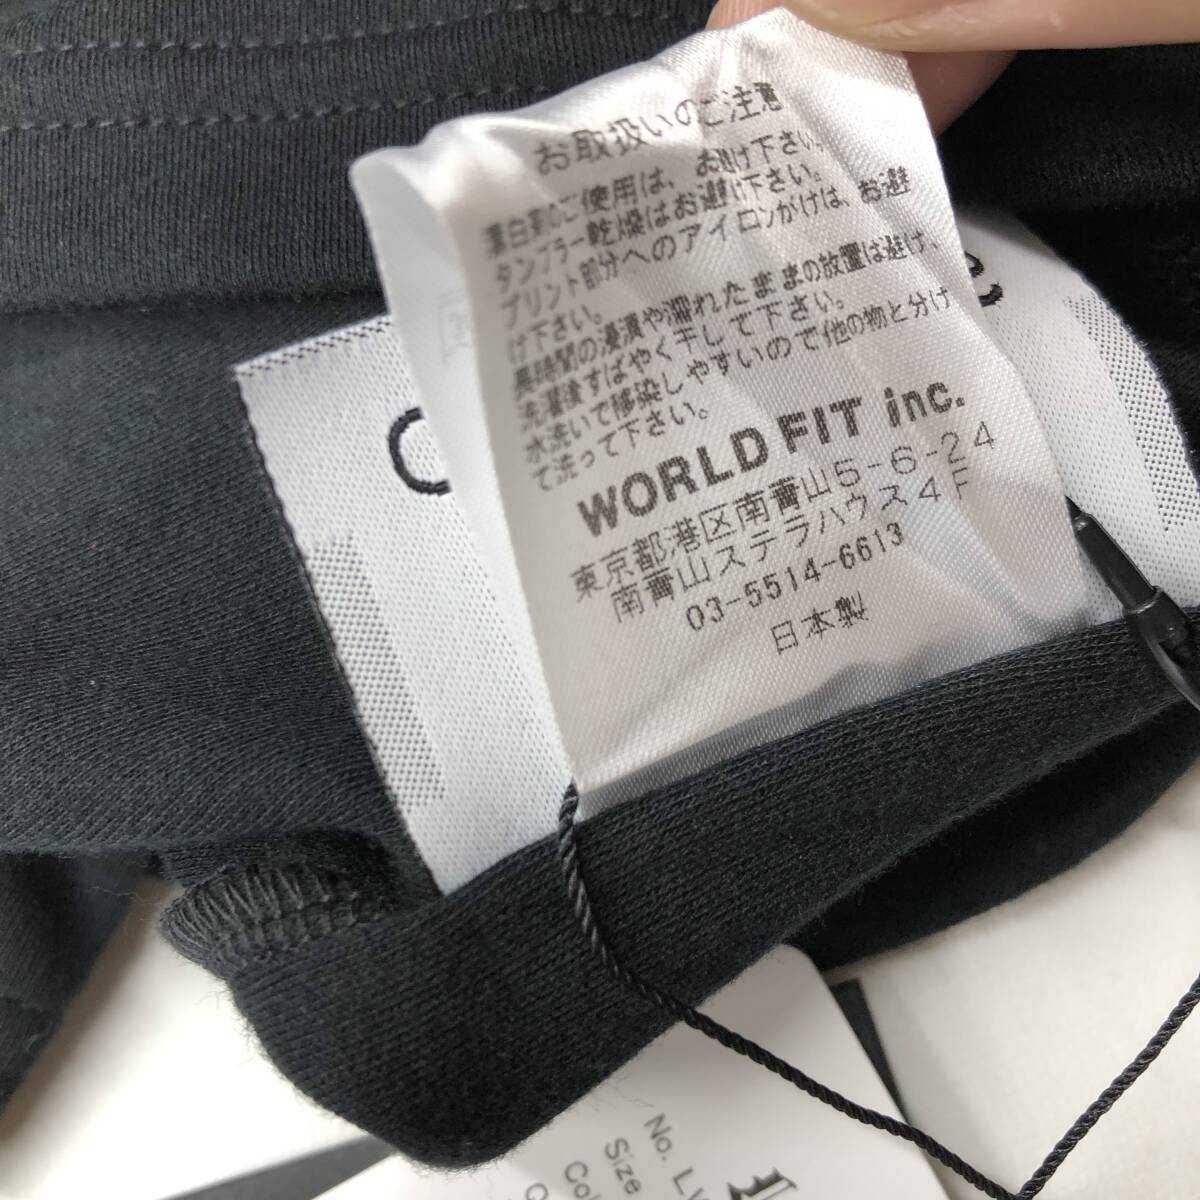 お取扱いのご注意
漂白剤のご使用は、お避け下さい。
タンブラー乾燥はお避け下さい。
プリント部分へのアイロンがけは、お避
け下さい。
長時間の浸漬や濡れたままの放置は避け、
洗濯後すばやく干して下さい。
水洗いで移染しやすいので他の物と分け
て洗って下さい。
WORLD FIT inc.
東京都港区南青山5-6-24
南青山ステラハウス4F
03-5514-6613
日本製
No. L
Size
Col